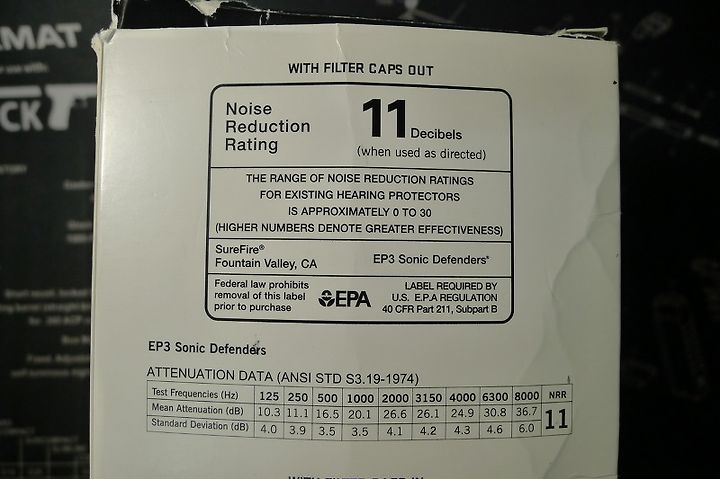 WITH FILTER CAPS OUT
Noise
Reduction
Rating
11 Decibels
(when used as directed)
THE RANGE OF NOISE REDUCTION RATINGS
FOR EXISTING HEARING PROTECTORS
IS APPROXIMATELY 0 TO 30
(HIGHER NUMBERS DENOTE GREATER EFFECTIVENESS)
SureFire®
Fountain Valley, CA
EP3 Sonic Defenders®
Federal law prohibits
removal of this label
prior to purchase
EPA
LABEL REQUIRED BY
U.S. E.P.A REGULATION
40 CFR Part 211, Subpart B
EP3 Sonic Defenders
ATTENUATION DATA (ANSI STD S3.19-1974)
Test Frequencies (Hz) 125 250 500 1000 2000 3150 4000 6300 8000 NRR
Mean Attenuation (dB) 10.3 11.1 16.5 20.1 26.6 26.1 24.9 30.8 36.7 11
Standard Deviation (dB) 4.0 3.9 3.5 3.5 4.1 4.2 4.3 4.6 6.0